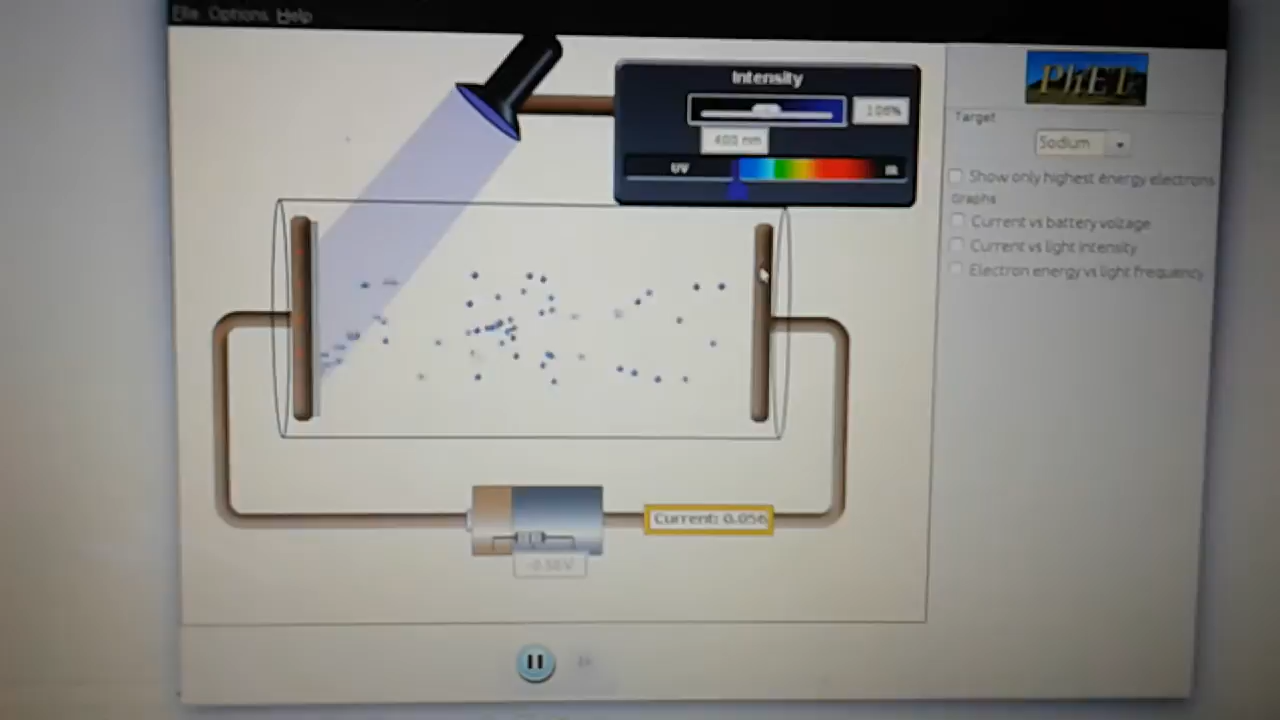 File Options Help
Intensity
400 nm
UV
IR
PhET
Target
Sodium
Show only highest energy electrons
Graphs
Current vs battery voltage
Current vs light intensity
Electron energy vs light frequency
Current: 0.056